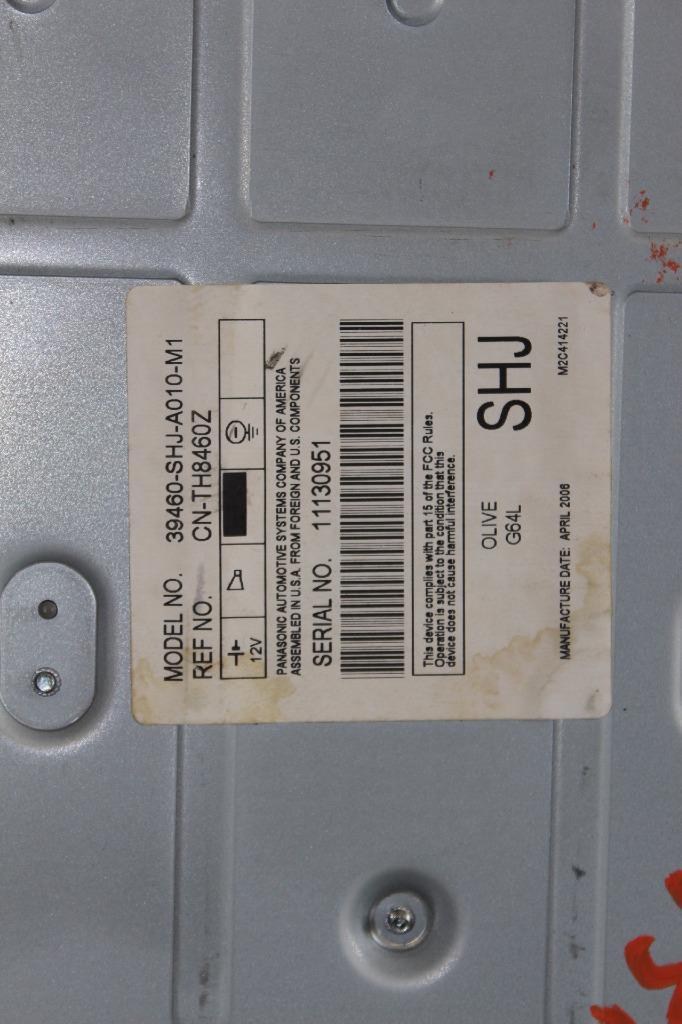 MODEL NO. 39460-SHJ-A010-M1
REF NO. CN-TH8460Z
12V
PANASONIC AUTOMOTIVE SYSTEMS COMPANY OF AMERICA
ASSEMBLED IN U.S.A. FROM FOREIGN AND U.S. COMPONENTS
SERIAL NO. 11130951
This device complies with part 15 of the FCC Rules.
Operation is subject to the condition that this
device does not cause harmful interference.
OLIVE
G64L
SHJ
MANUFACTURE DATE: APRIL 2006
M2C414221